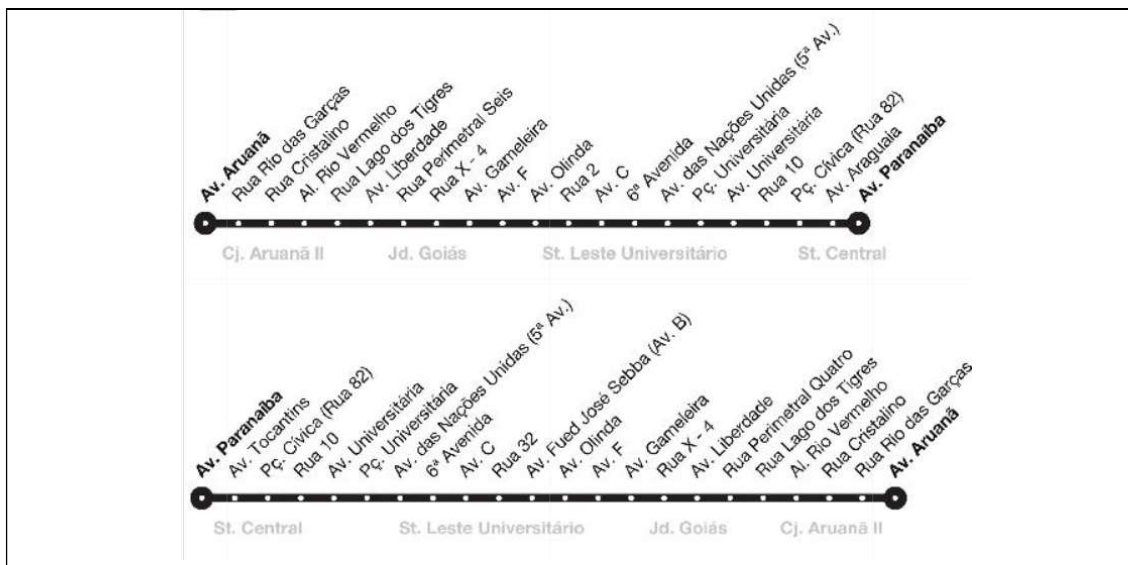 Av. Aruanã
Rua Rio das Garças
Rua Cristalino
Al. Rio Vermelho
Rua Lago dos Tigres
Av. Liberdade
Rua Perimetral Seis
Rua X - 4
Av. Gameleira
Av. F
Av. Olinda
Rua 2
Av. C
6ª Avenida
Av. das Nações Unidas (5ª Av.)
Pç. Universitária
Av. Universitária
Rua 10
Pç. Cívica (Rua 82)
Av. Araguaia
Av. Paranaíba
Cj. Aruanã II
Jd. Goiás
St. Leste Universitário
St. Central
Av. Paranaíba
Av. Tocantins
Pç. Cívica (Rua 82)
Rua 10
Av. Universitária
Pç. Universitária
Av. das Nações Unidas (5ª Av.)
6ª Avenida
Av. C
Rua 32
Av. Fued José Sebba (Av. B)
Av. Olinda
Av. F
Av. Gameleira
Rua X - 4
Av. Liberdade
Rua Perimetral Quatro
Rua Lago dos Tigres
Al. Rio Vermelho
Rua Cristalino
Rua Rio das Garças
Av. Aruanã
St. Central
St. Leste Universitário
Jd. Goiás
Cj. Aruanã II